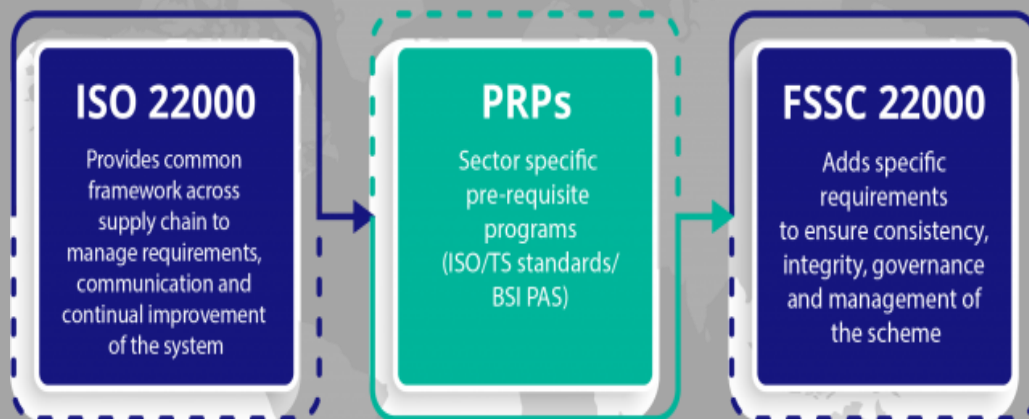 ISO 22000
Provides common
framework across
supply chain to
manage requirements,
communication and
continual improvement
of the system
PRPs
Sector specific
pre-requisite
programs
(ISO/TS standards/
BSI PAS)
FSSC 22000
Adds specific
requirements
to ensure consistency,
integrity, governance
and management of
the scheme